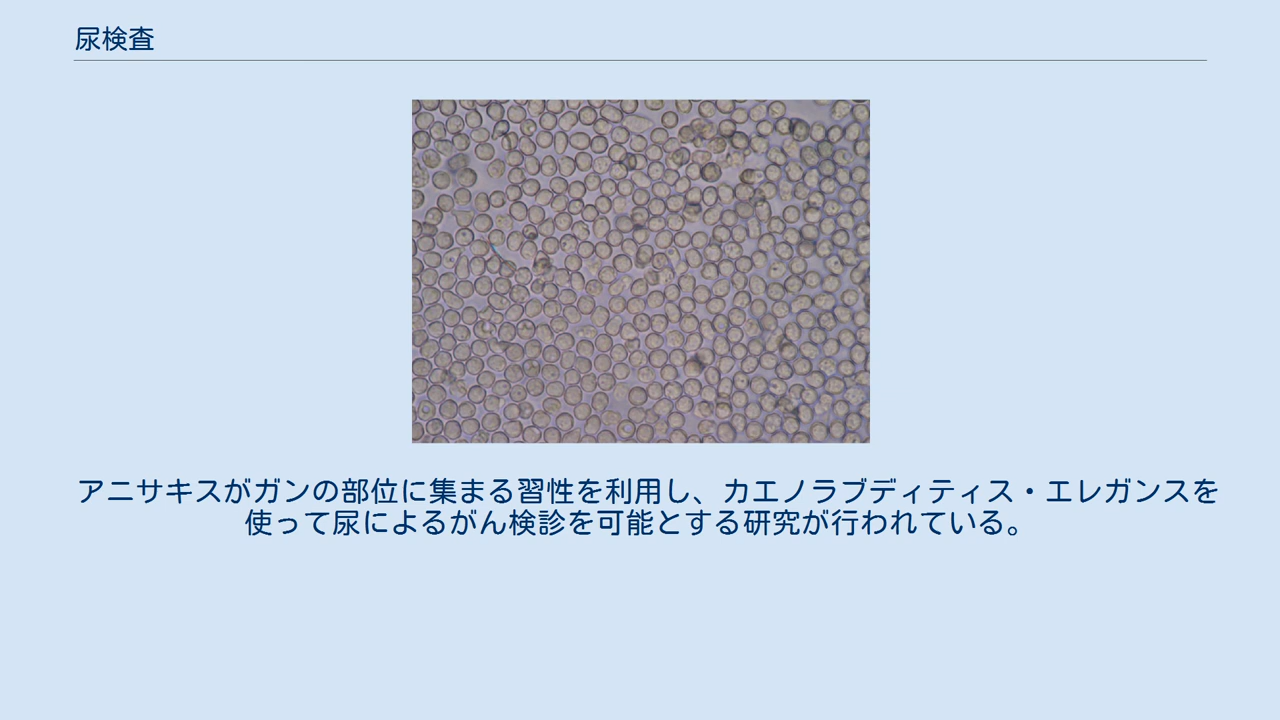 尿検査
アニサキスがガンの部位に集まる習性を利用し、カエノラブディティス・エレガンスを
使って尿によるがん検診を可能とする研究が行われている。